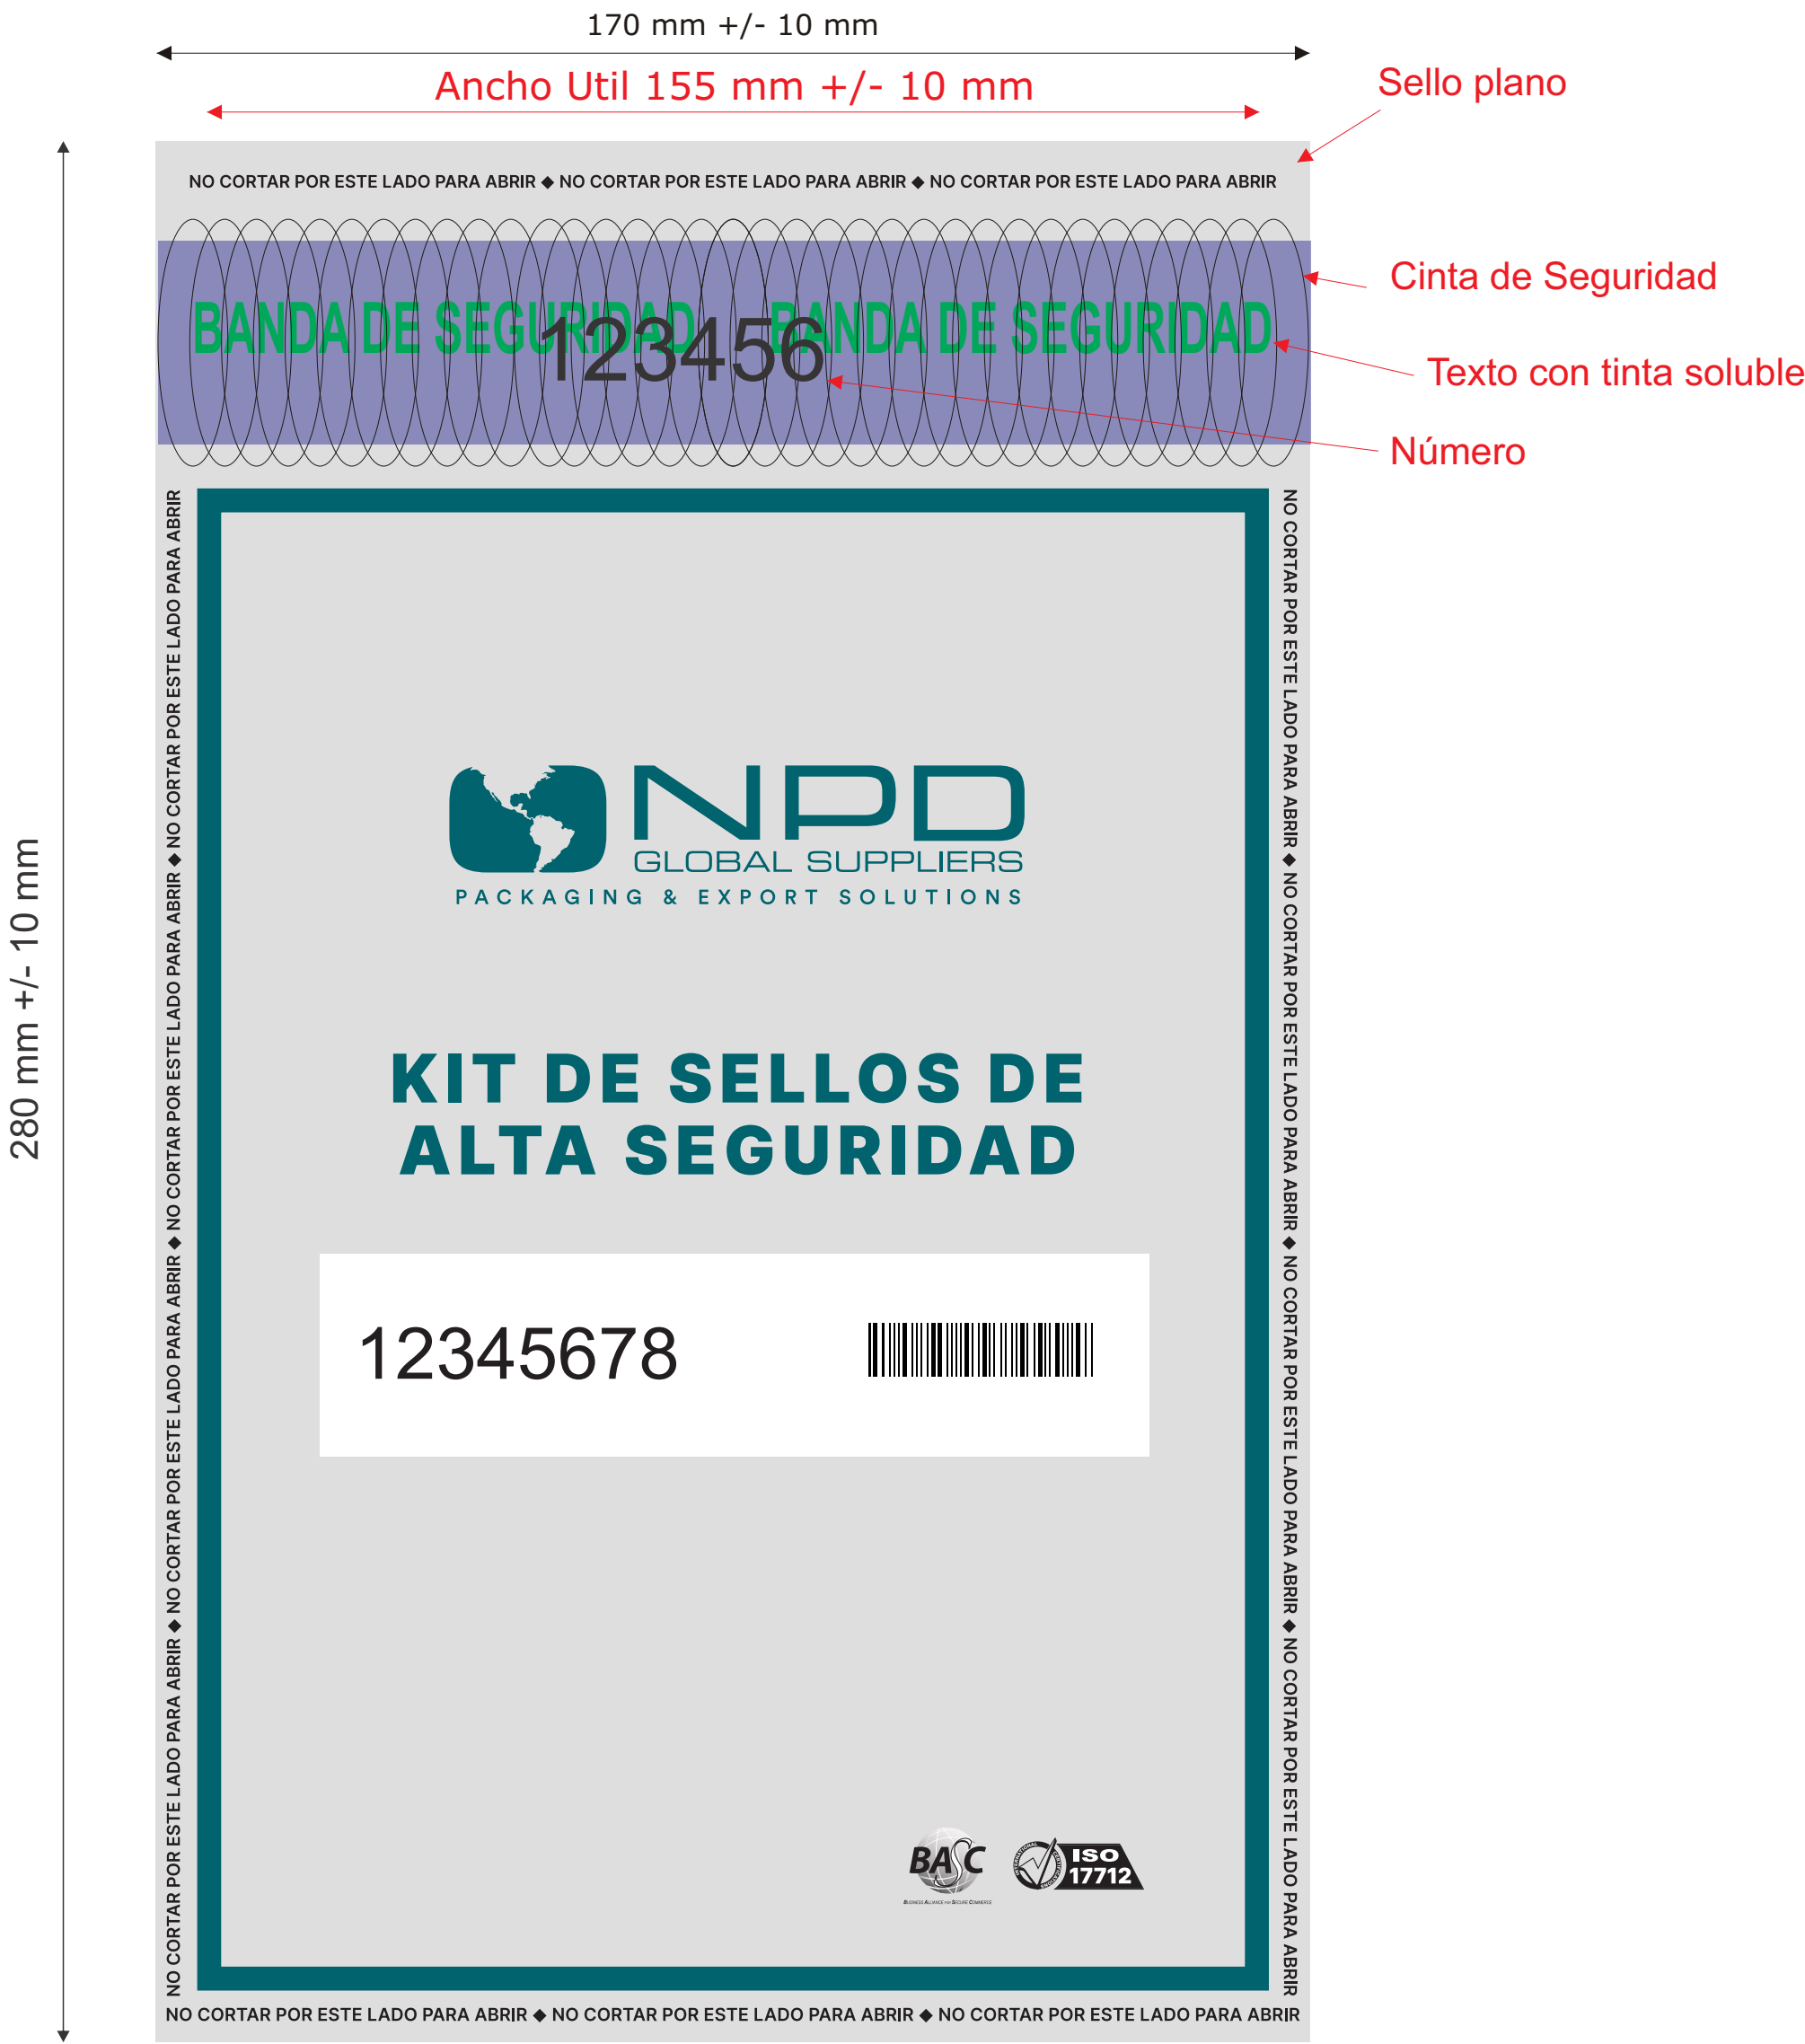 170 mm +/- 10 mm
Ancho Util 155 mm +/- 10 mm
Sello plano
NO CORTAR POR ESTE LADO PARA ABRIR ◆ NO CORTAR POR ESTE LADO PARA ABRIR ◆ NO CORTAR POR ESTE LADO PARA ABRIR
Cinta de Seguridad
BANDA DE SEGURIDAD BANDA DE SEGURIDAD
123456
Texto con tinta soluble
Número
280 mm +/- 10 mm
NO CORTAR POR ESTE LADO PARA ABRIR ◆ NO CORTAR POR ESTE LADO PARA ABRIR ◆ NO CORTAR POR ESTE LADO PARA ABRIR ◆ NO CORTAR POR ESTE LADO PARA ABRIR
NO CORTAR POR ESTE LADO PARA ABRIR ◆ NO CORTAR POR ESTE LADO PARA ABRIR ◆ NO CORTAR POR ESTE LADO PARA ABRIR ◆ NO CORTAR POR ESTE LADO PARA ABRIR
NPD
GLOBAL SUPPLIERS
PACKAGING & EXPORT SOLUTIONS
KIT DE SELLOS DE
ALTA SEGURIDAD
12345678
BASC
BUSINESS ALLIANCE FOR SECURE COMMERCE
ISO
17712
NO CORTAR POR ESTE LADO PARA ABRIR ◆ NO CORTAR POR ESTE LADO PARA ABRIR ◆ NO CORTAR POR ESTE LADO PARA ABRIR